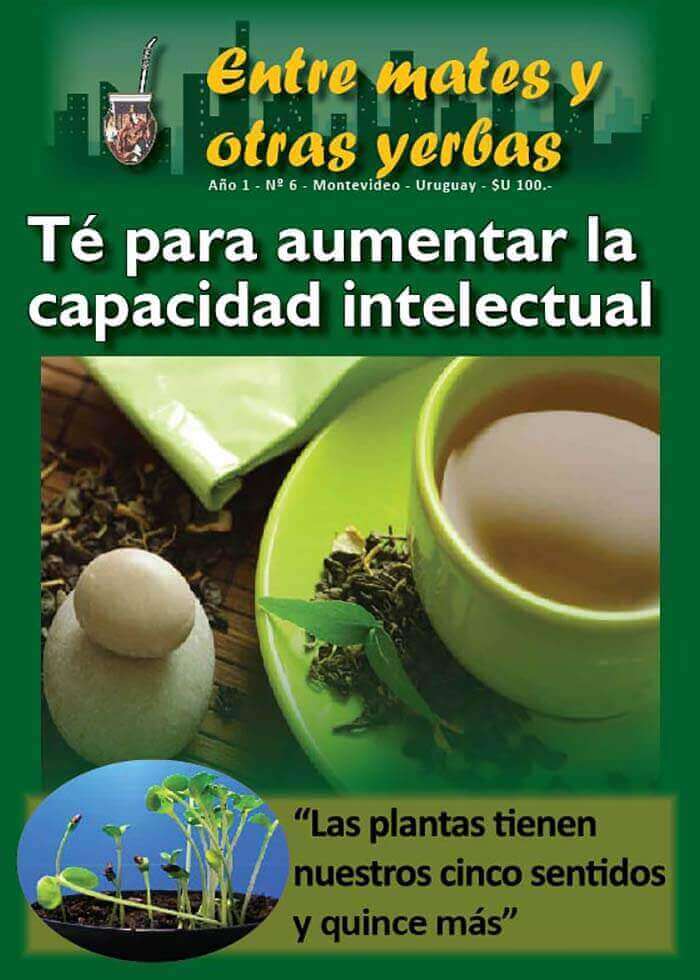 Entre mates y
otras yerbas
Año 1 - Nº 6 - Montevideo - Uruguay - $U 100.-
Té para aumentar la
capacidad intelectual
“Las plantas tienen
nuestros cinco sentidos
y quince más”